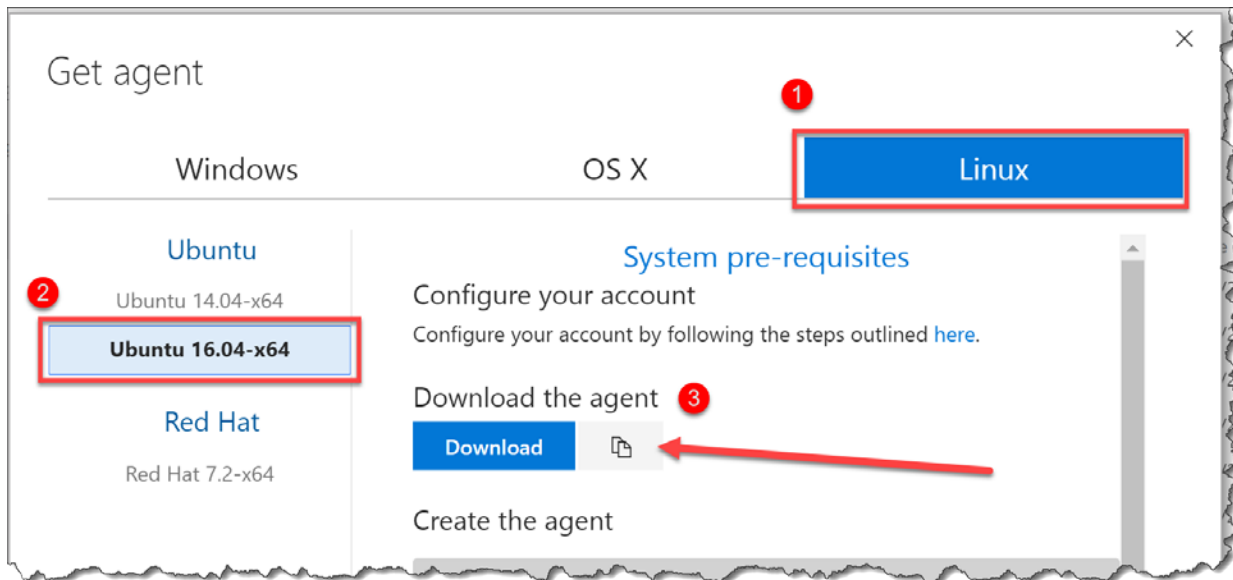 Get agent
1
Windows
OS X
Linux
Ubuntu
2
Ubuntu 14.04-x64
Ubuntu 16.04-x64
Red Hat
Red Hat 7.2-x64
System pre-requisites
Configure your account
Configure your account by following the steps outlined here.
Download the agent
3
Download
Create the agent